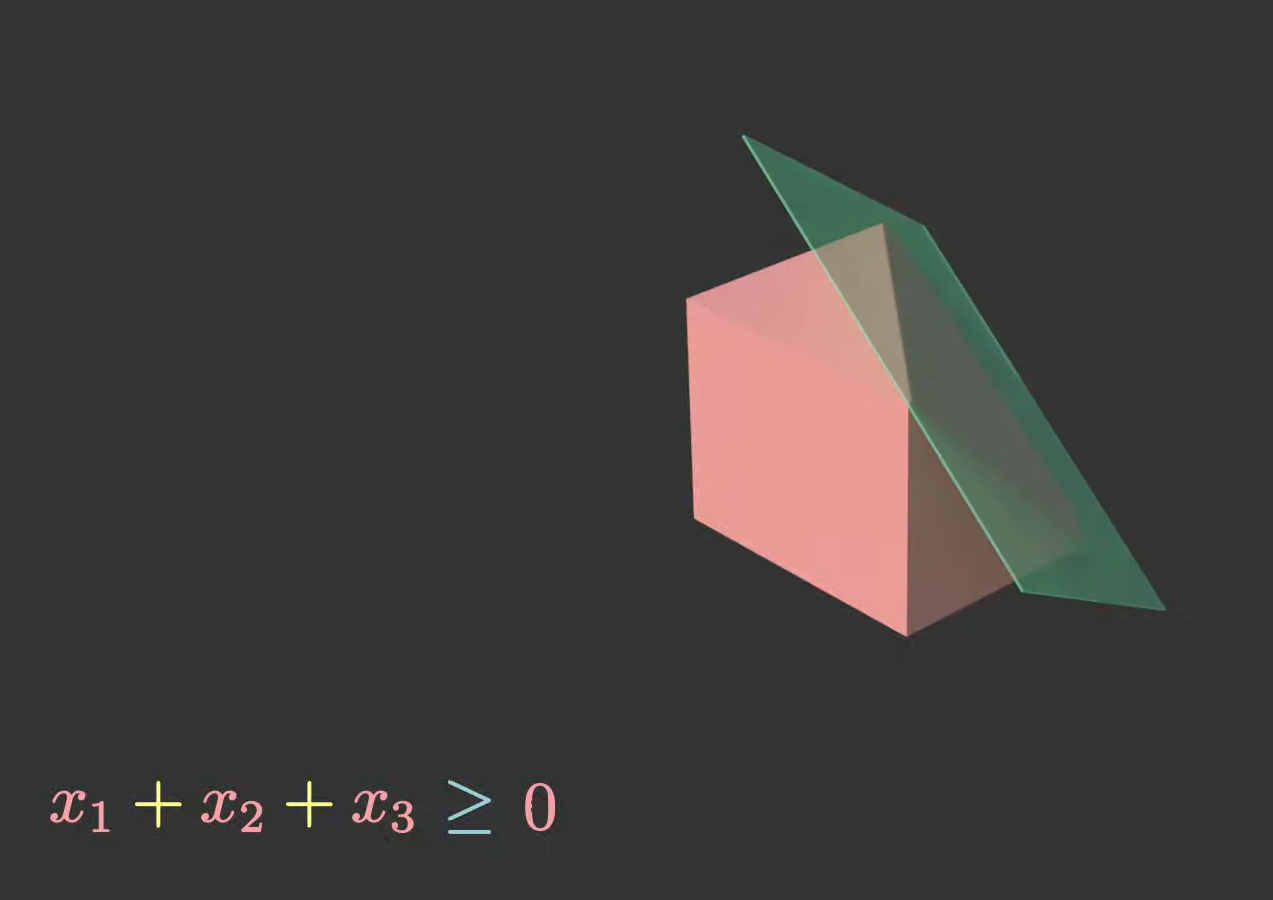 x₁ + x₂ + x₃ ≥ 0